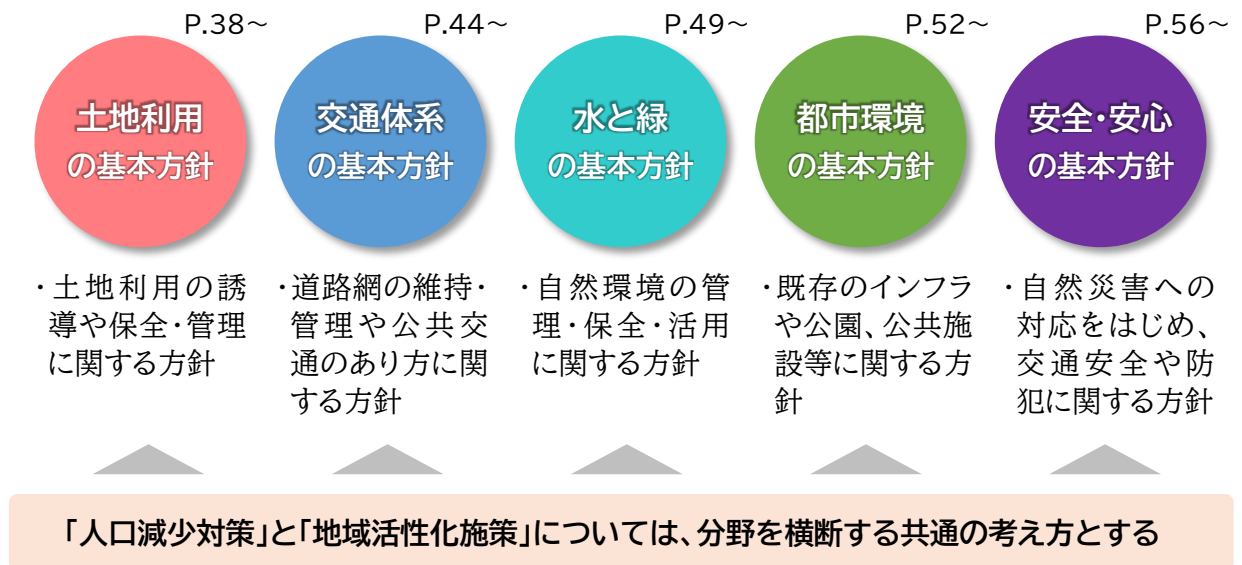 P.38～
土地利用
の基本方針
・土地利用の誘
導や保全・管理
に関する方針
P.44～
交通体系
の基本方針
・道路網の維持・
管理や公共交
通のあり方に関
する方針
P.49～
水と緑
の基本方針
・自然環境の管
理・保全・活用
に関する方針
P.52～
都市環境
の基本方針
・既存のインフラ
や公園、公共施
設等に関する方
針
P.56～
安全・安心
の基本方針
・自然災害への
対応をはじめ、
交通安全や防
犯に関する方針
「人口減少対策」と「地域活性化施策」については、分野を横断する共通の考え方とする